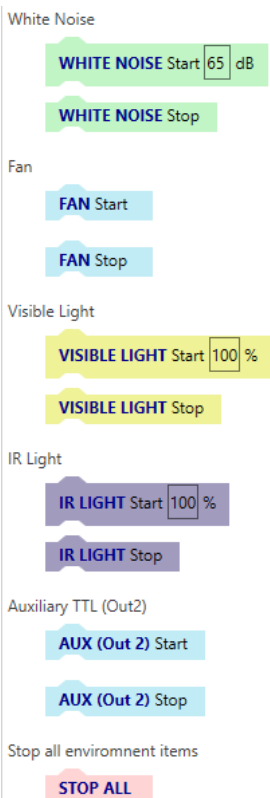 White Noise
WHITE NOISE Start 65 dB
WHITE NOISE Stop
Fan
FAN Start
FAN Stop
Visible Light
VISIBLE LIGHT Start 100 %
VISIBLE LIGHT Stop
IR Light
IR LIGHT Start 100 %
IR LIGHT Stop
Auxiliary TTL (Out2)
AUX (Out 2) Start
AUX (Out 2) Stop
Stop all enviromnent items
STOP ALL